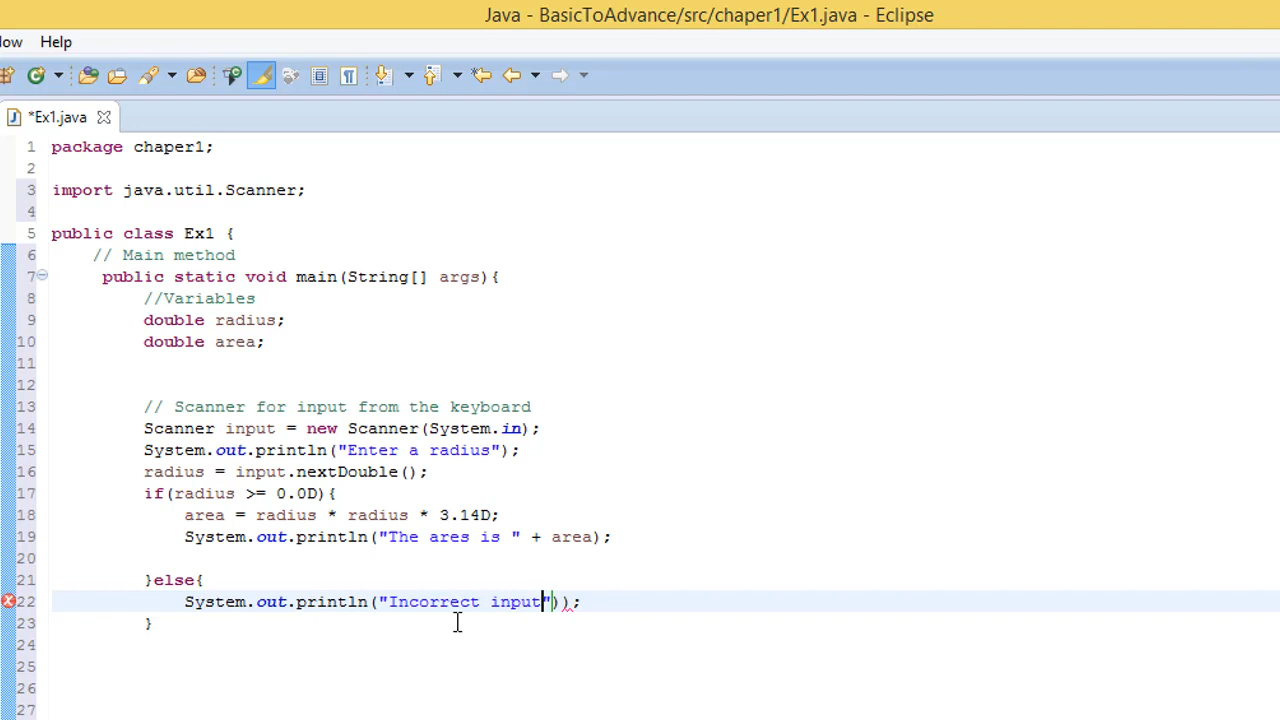 Java - BasicToAdvance/src/chaper1/Ex1.java - Eclipse
Help
*Ex1.java
1 package chaper1;
2
3 import java.util.Scanner;
4
5 public class Ex1 {
6 // Main method
7 public static void main(String[] args){
8 //Variables
9 double radius;
10 double area;
11
12
13 // Scanner for input from the keyboard
14 Scanner input = new Scanner(System.in);
15 System.out.println("Enter a radius");
16 radius = input.nextDouble();
17 if(radius >= 0.0D){
18 area = radius * radius * 3.14D;
19 System.out.println("The ares is " + area);
20
21 }else{
22 System.out.println("Incorrect input"));
23 }
24
25
26
27